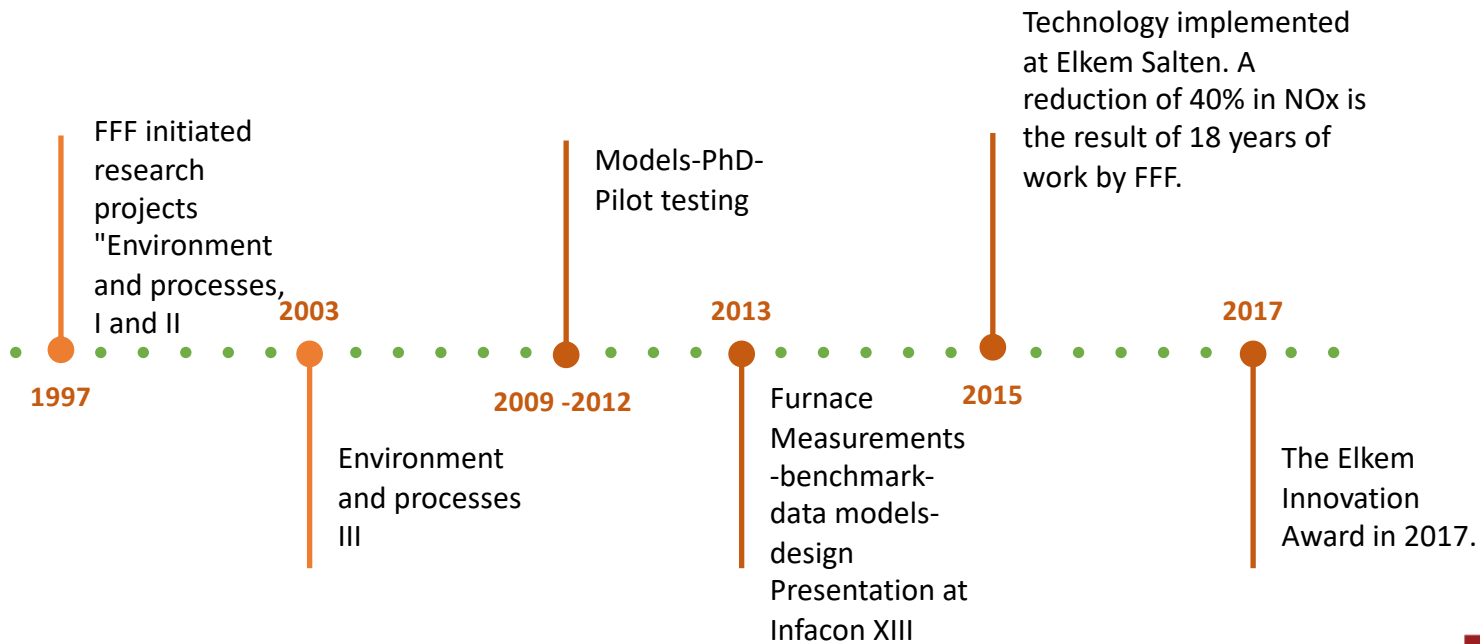 FFF initiated
research
projects
"Environment
and processes,
I and II
1997
2003
Environment
and processes
III
Models-PhD-
Pilot testing
2009 -2012
2013
Furnace
Measurements
-benchmark-
data models-
design
Presentation at
Infacon XIII
Technology implemented
at Elkem Salten. A
reduction of 40% in NOx is
the result of 18 years of
work by FFF.
2015
2017
The Elkem
Innovation
Award in 2017.